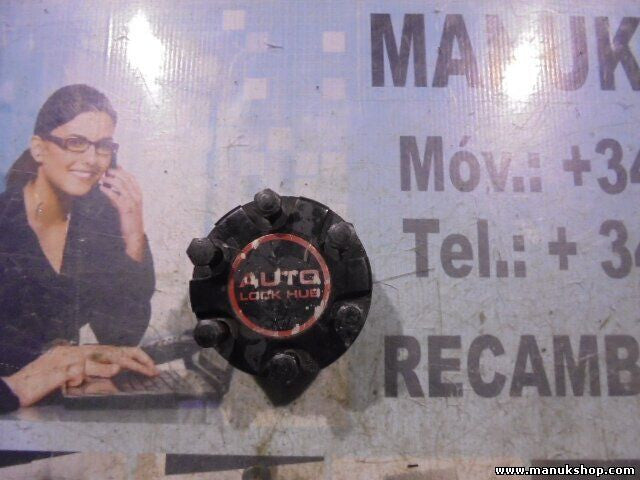 MANUK
Móv.: +34
Tel.: + 34
RECAMB
AUTO
LOCK HUB
www.manukshop.com